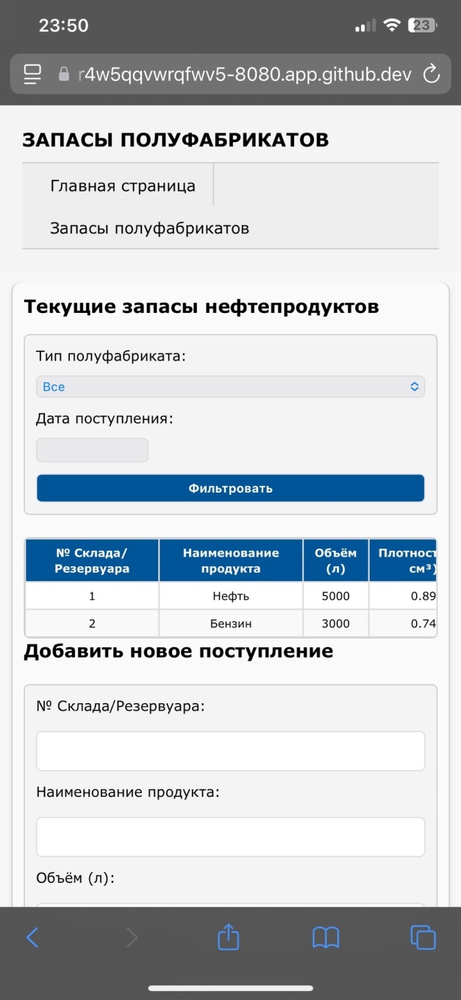 23:50
23
r4w5qqvwrqfwv5-8080.app.github.dev
ЗАПАСЫ ПОЛУФАБРИКАТОВ
Главная страница
Запасы полуфабрикатов
Текущие запасы нефтепродуктов
Тип полуфабриката:
Все
Дата поступления:
Фильтровать
№ Склада/ Наименование Объём Плотност
Резервуара продукта (л) см³)
1 Нефть 5000 0.89
2 Бензин 3000 0.74
Добавить новое поступление
№ Склада/Резервуара:
Наименование продукта:
Объём (л):